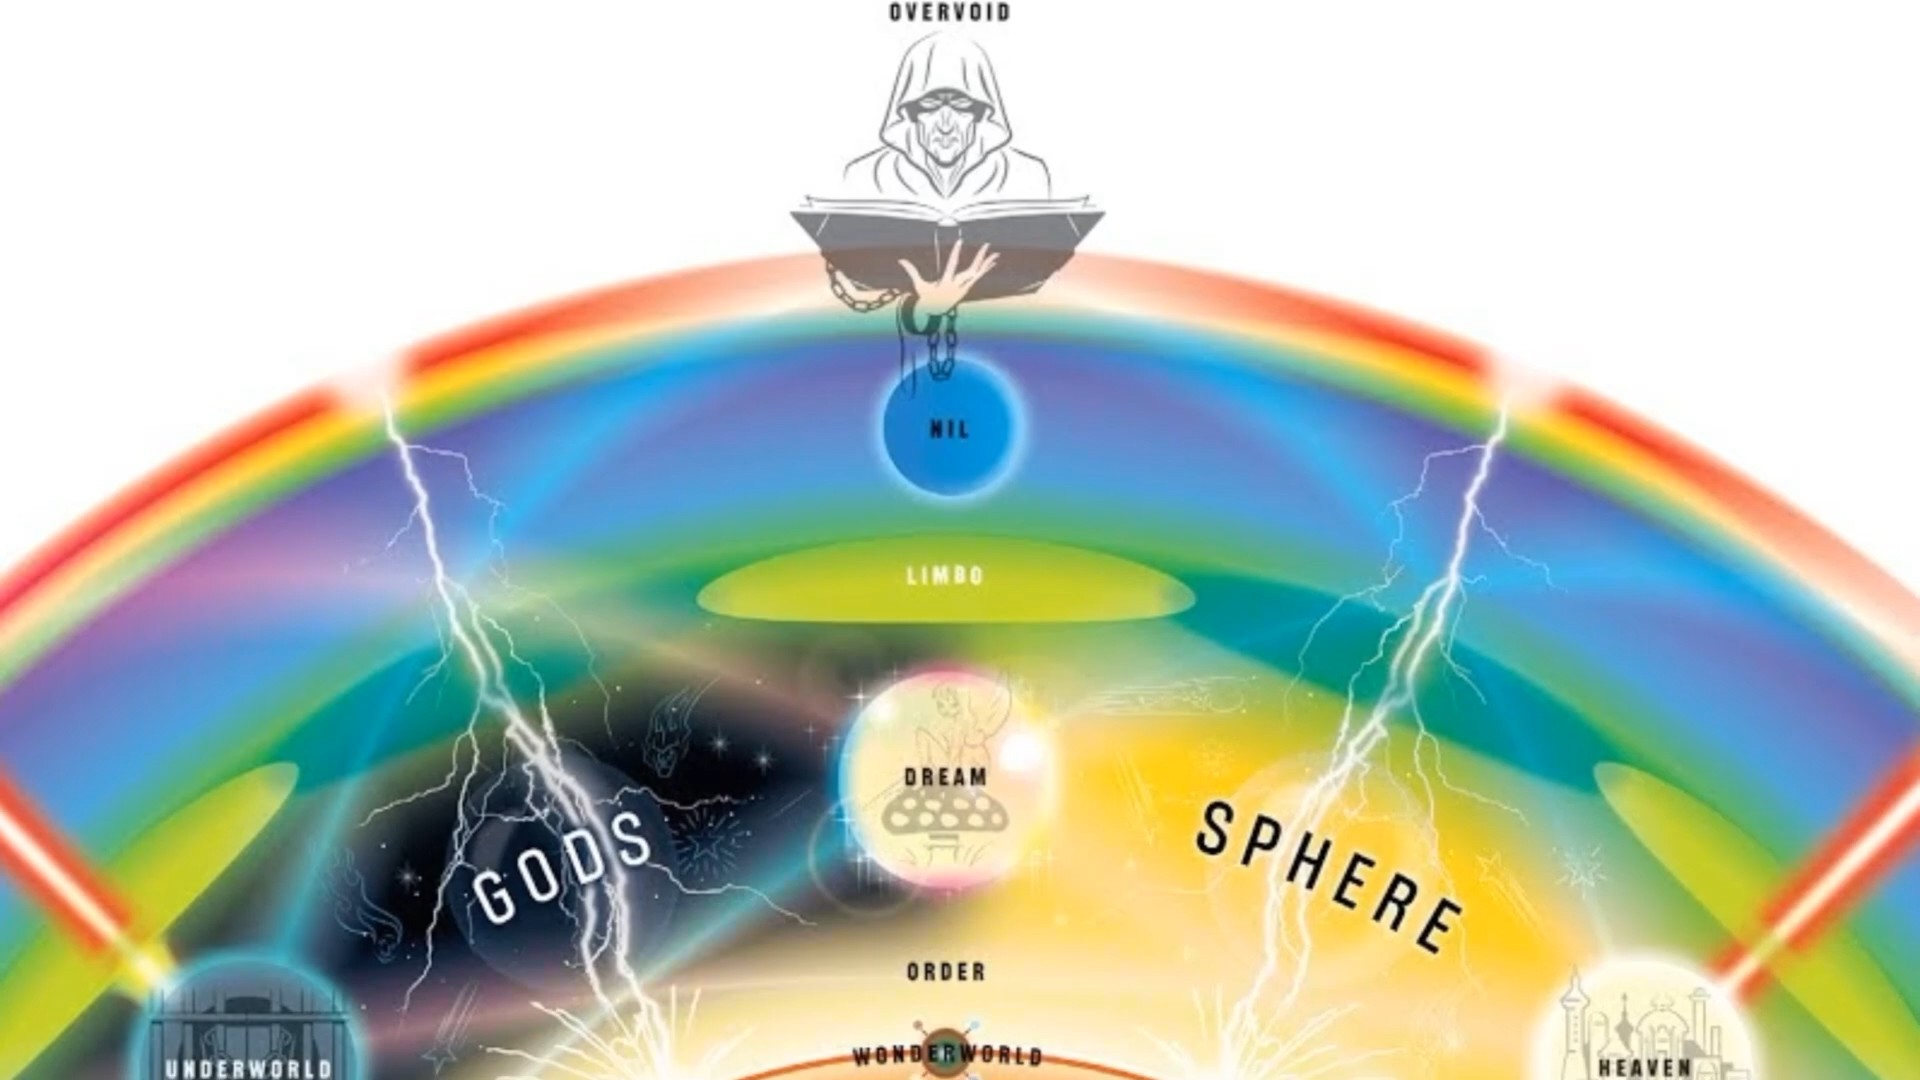 OVERVOID
NIL
LIMBO
DREAM
GODS
SPHERE
ORDER
WONDERWORLD
UNDERWORLD
HEAVEN